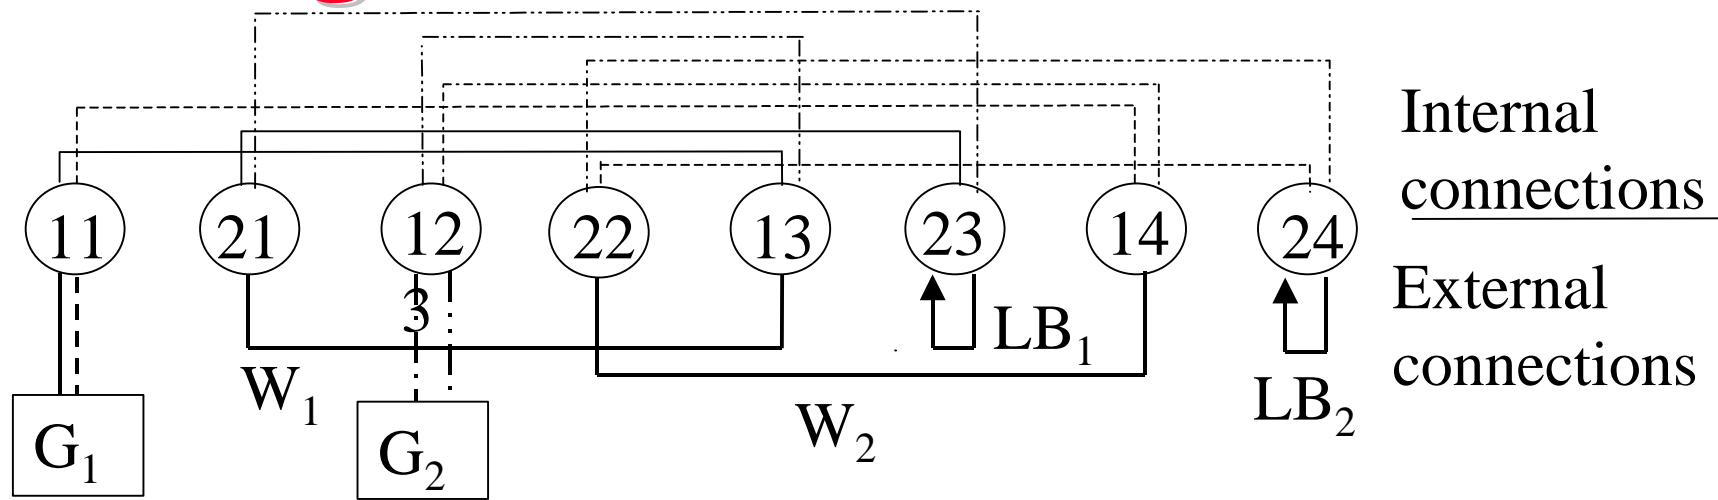 Internal
connections
11 21 12 22 13 23 14 24
3
External
connections
LB₁
W₁
LB₂
W₂
G₁
G₂